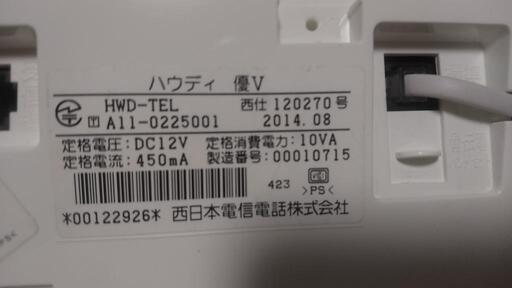 ハウディ 優V
HWD-TEL 西仕 120270号
T A11-0225001 2014.08
定格電圧:DC12V 定格消費電力:10VA
定格電流:450mA 製造番号:00010715
423 >PS<
*00122926* 西日本電信電話株式会社
>PS<